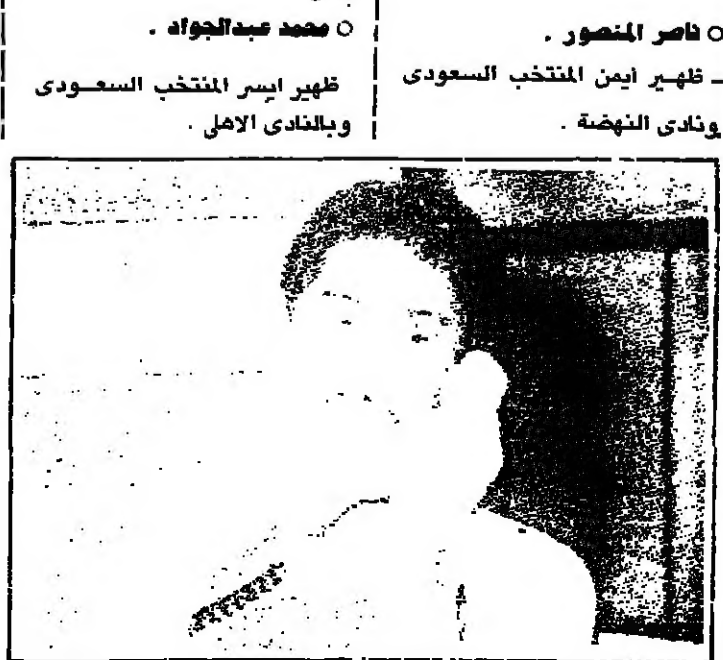 ○ ناصر المنصور .
ـ ظهير أيمن المنتخب السعودى
ونادى النهضة .
○ محمد عبدالجواد .
ظهير ايسر المنتخب السعودى
وبالنادى الاهلى .